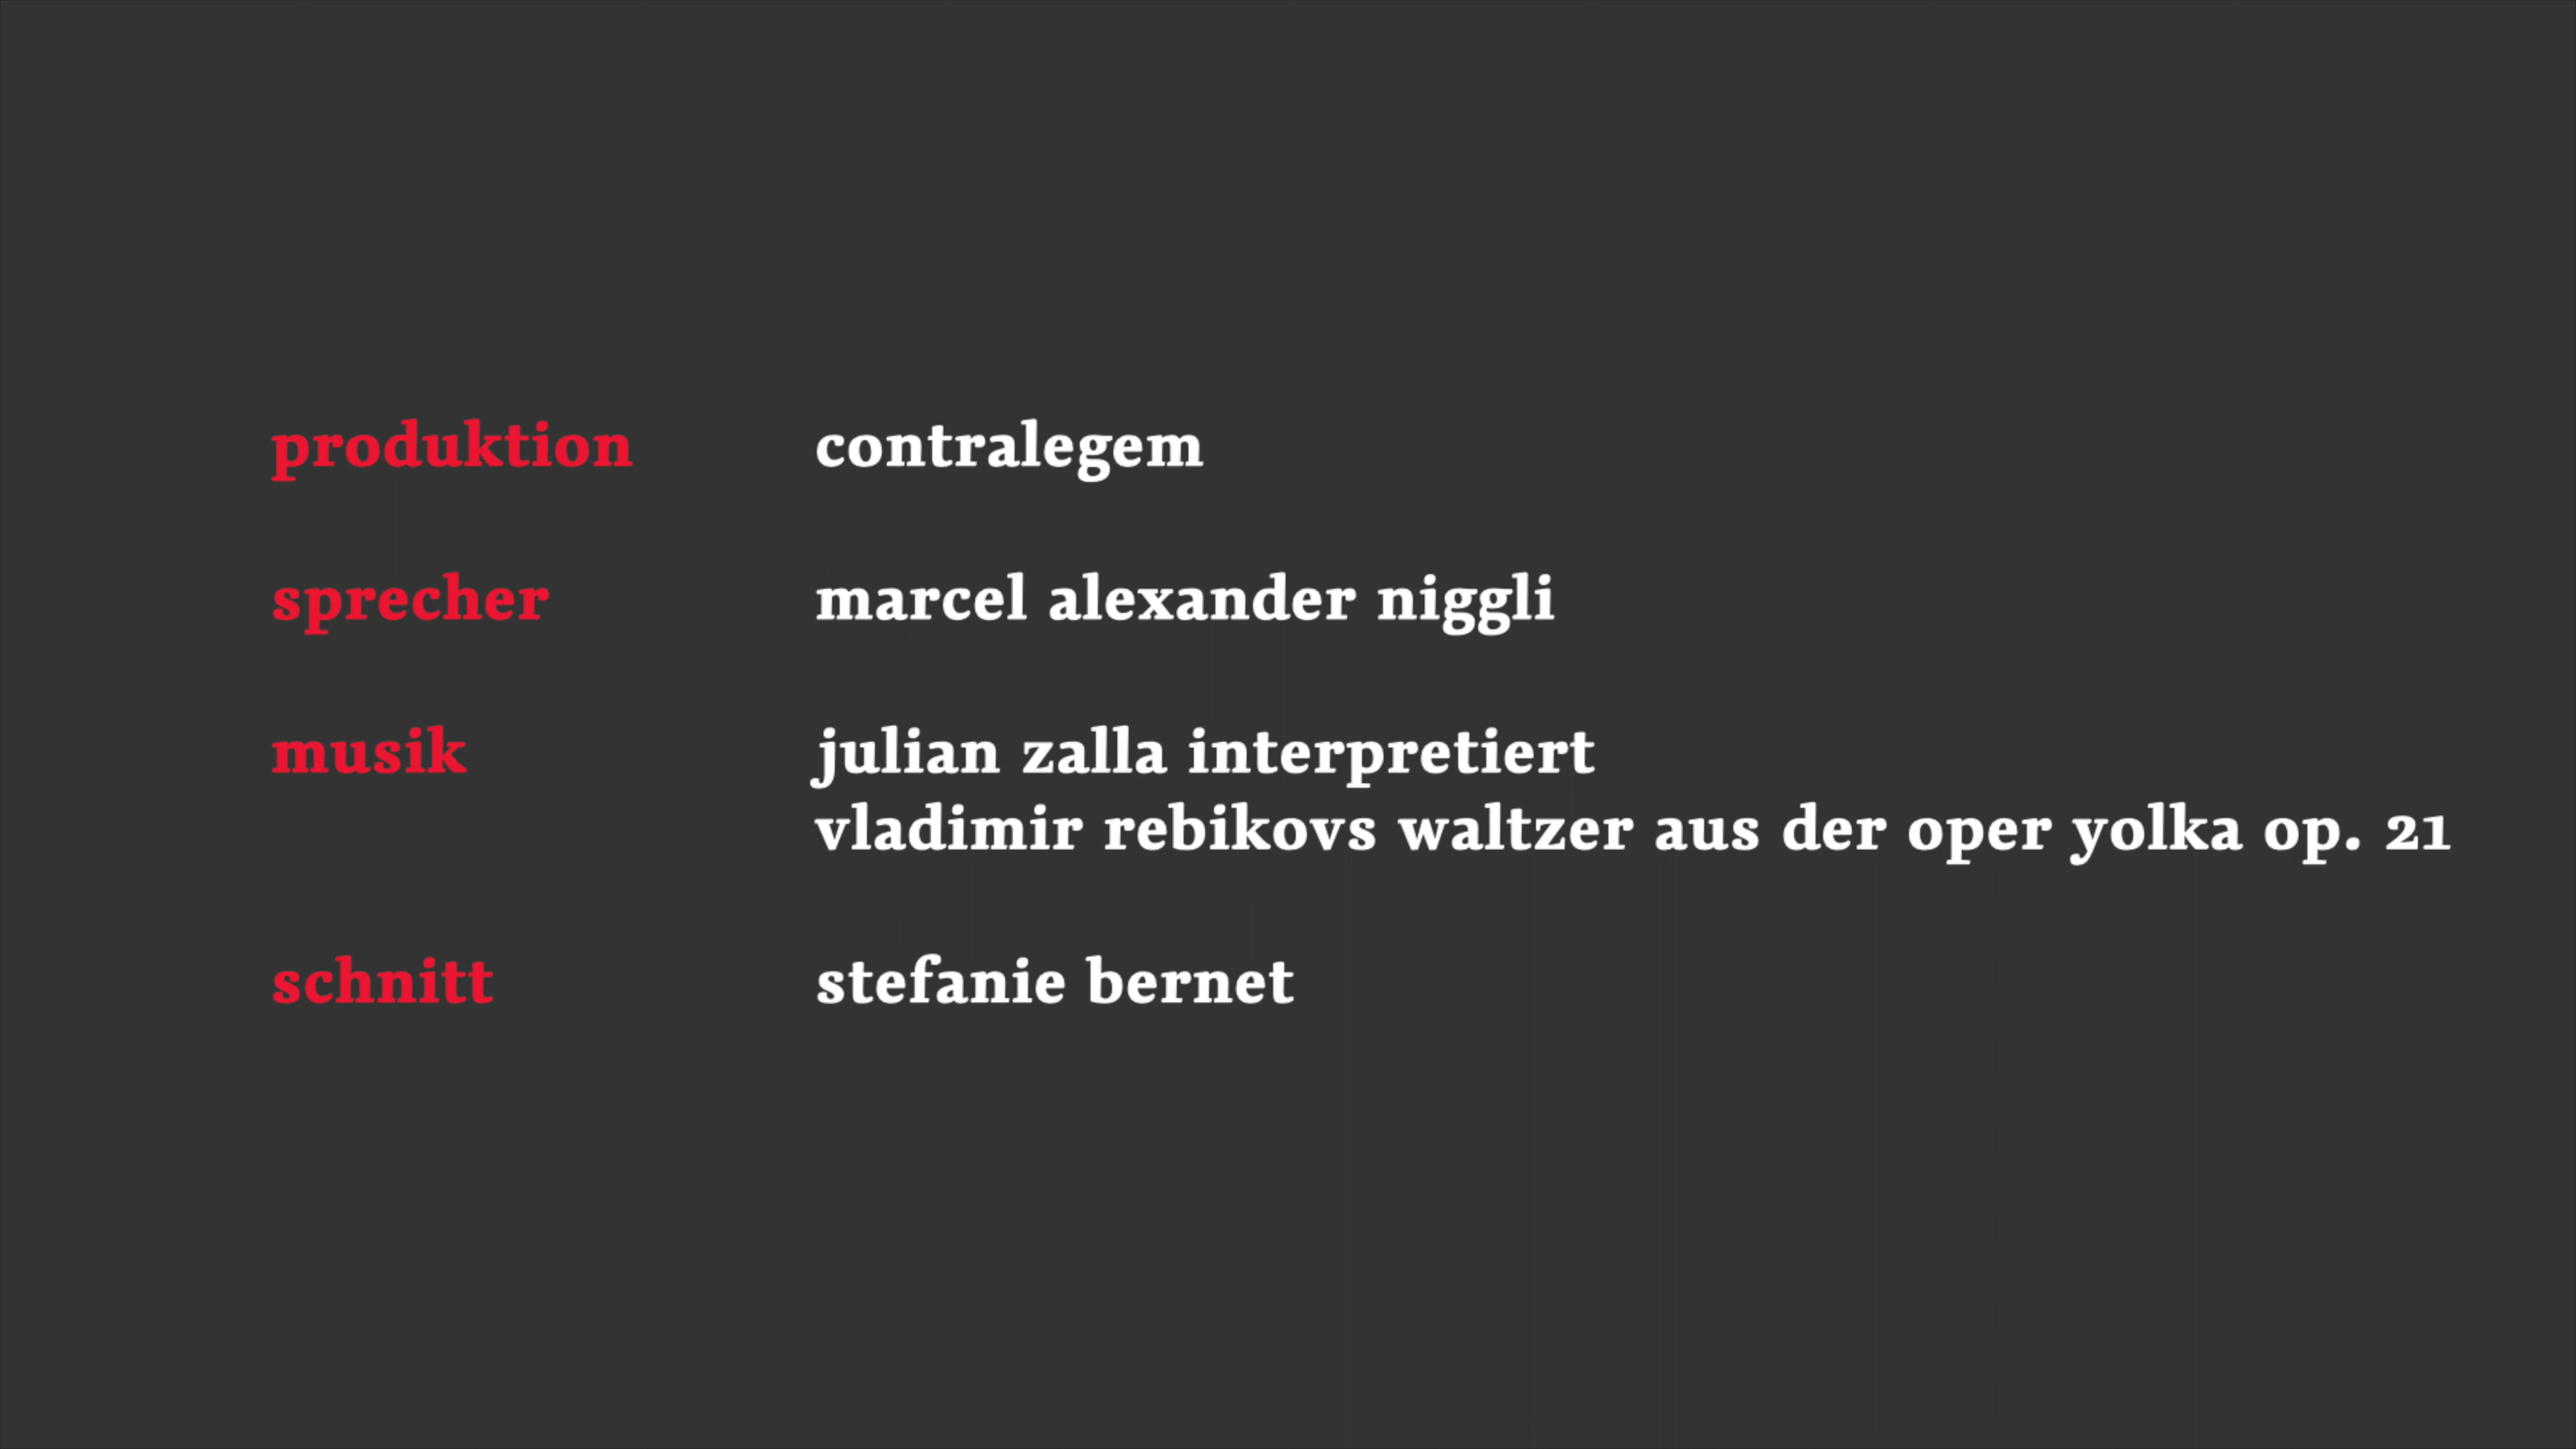 produktion contralegem
sprecher marcel alexander niggli
musik julian zalla interpretiert
vladimir rebikovs waltzer aus der oper yolka op. 21
schnitt stefanie bernet